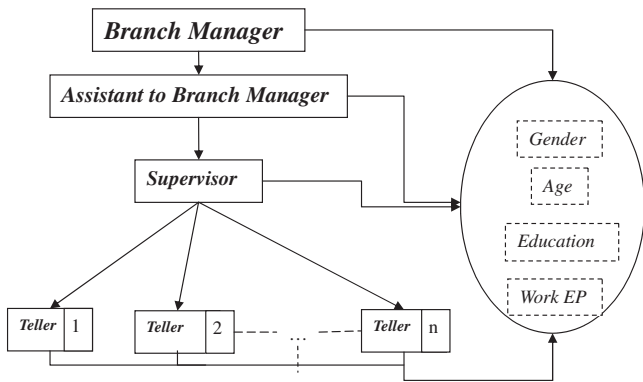 Branch Manager
Assistant to Branch Manager
Supervisor
Gender
Age
Education
Work EP
Teller 1
Teller 2
...
Teller n